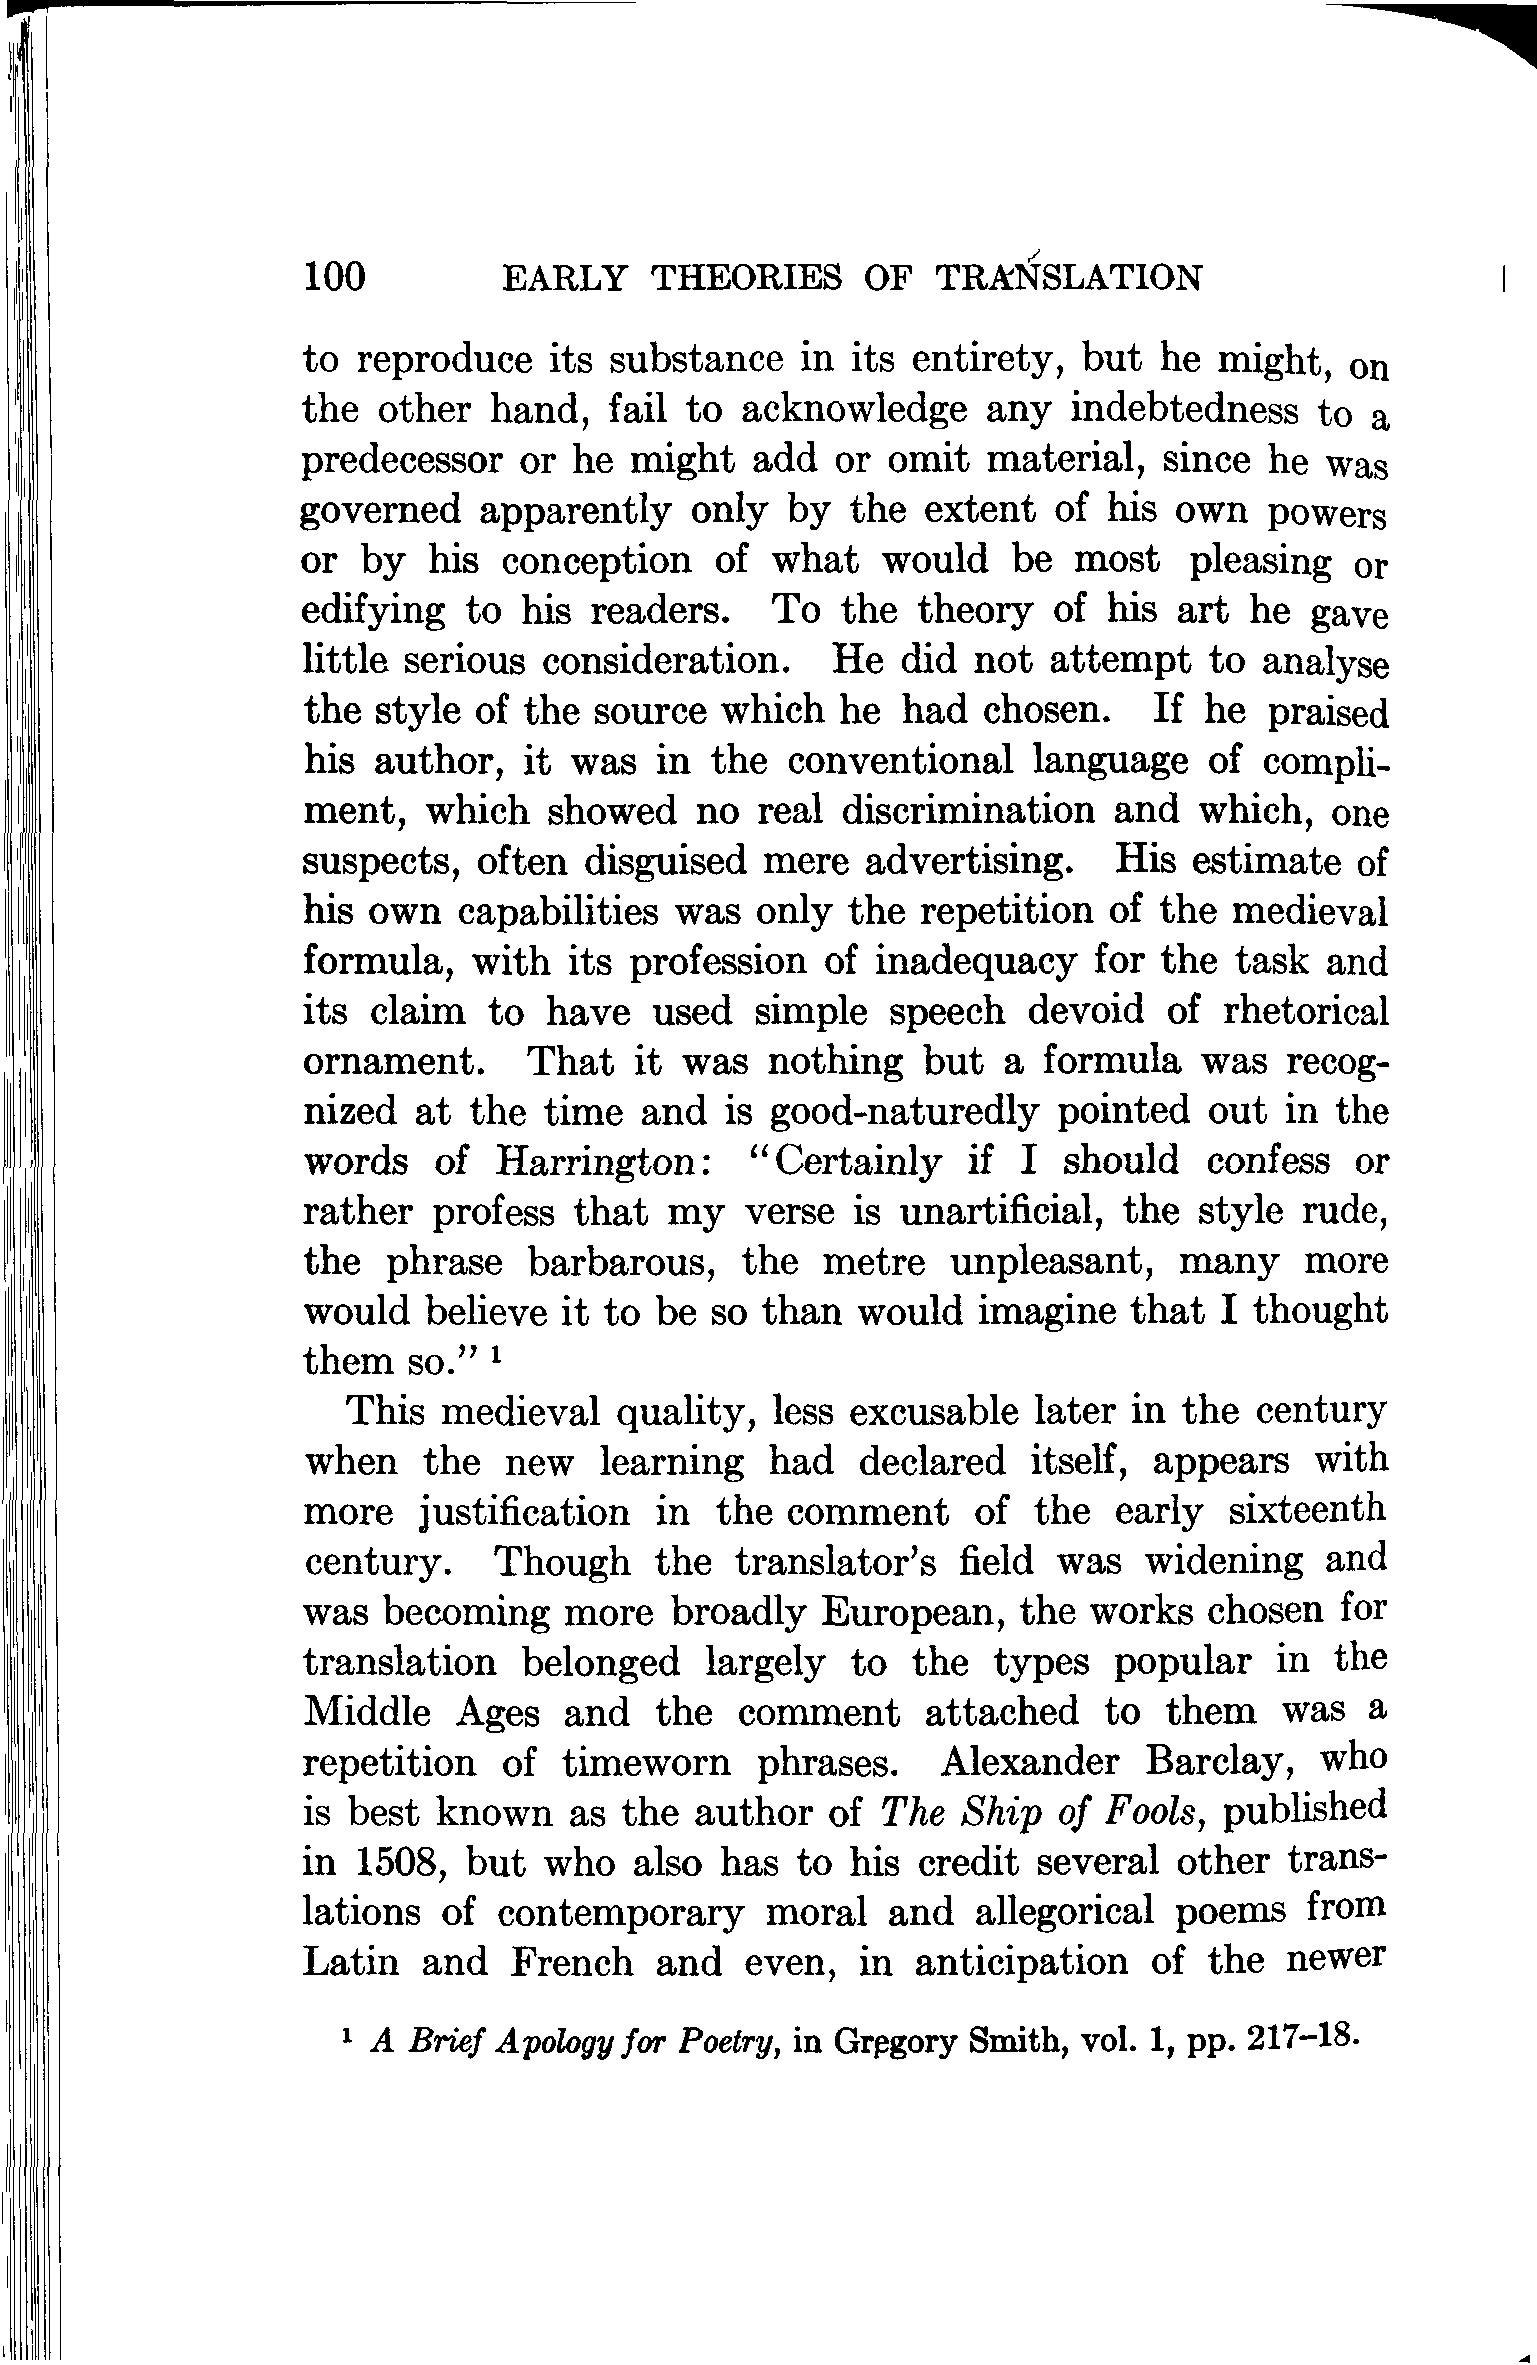 100 EARLY THEORIES OF TRANSLATION
to reproduce its substance in its entirety, but he might, on
the other hand, fail to acknowledge any indebtedness to a
predecessor or he might add or omit material, since he was
governed apparently only by the extent of his own powers
or by his conception of what would be most pleasing or
edifying to his readers. To the theory of his art he gave
little serious consideration. He did not attempt to analyse
the style of the source which he had chosen. If he praised
his author, it was in the conventional language of compli-
ment, which showed no real discrimination and which, one
suspects, often disguised mere advertising. His estimate of
his own capabilities was only the repetition of the medieval
formula, with its profession of inadequacy for the task and
its claim to have used simple speech devoid of rhetorical
ornament. That it was nothing but a formula was recog-
nized at the time and is good-naturedly pointed out in the
words of Harrington: “Certainly if I should confess or
rather profess that my verse is unartificial, the style rude,
the phrase barbarous, the metre unpleasant, many more
would believe it to be so than would imagine that I thought
them so.” ¹
This medieval quality, less excusable later in the century
when the new learning had declared itself, appears with
more justification in the comment of the early sixteenth
century. Though the translator’s field was widening and
was becoming more broadly European, the works chosen for
translation belonged largely to the types popular in the
Middle Ages and the comment attached to them was a
repetition of timeworn phrases. Alexander Barclay, who
is best known as the author of The Ship of Fools, published
in 1508, but who also has to his credit several other trans-
lations of contemporary moral and allegorical poems from
Latin and French and even, in anticipation of the newer
¹ A Brief Apology for Poetry, in Gregory Smith, vol. 1, pp. 217–18.